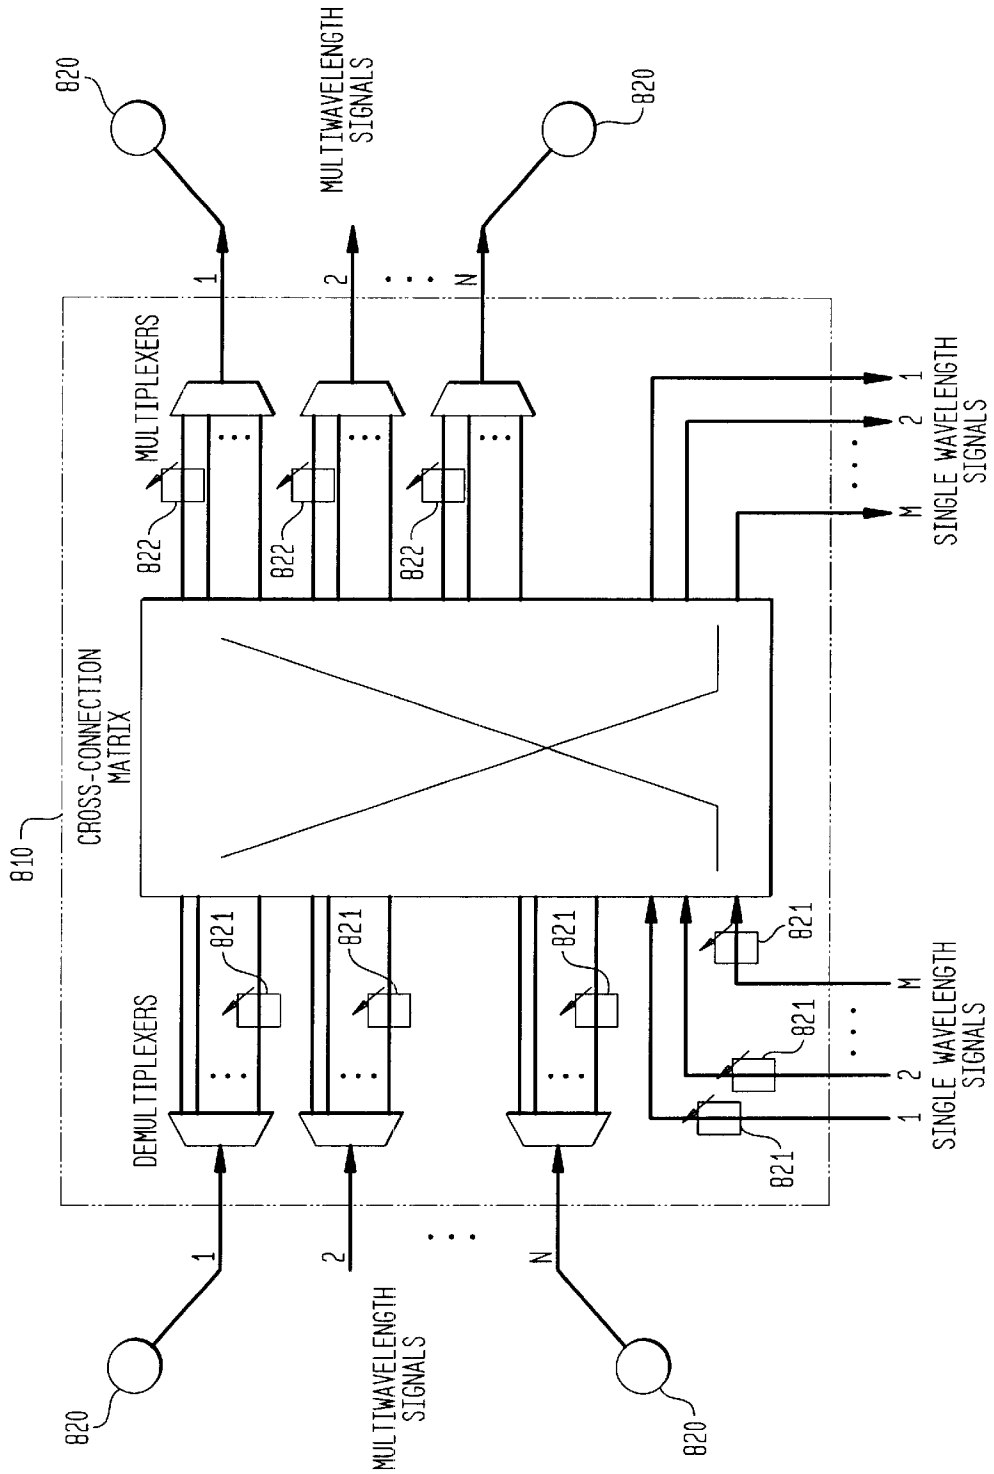 810
820
820
CROSS-CONNECTION
MATRIX
DEMULTIPLEXERS
MULTIPLEXERS
822
1
1
821
822
2
2
MULTIWAVELENGTH
SIGNALS
821
MULTIWAVELENGTH
SIGNALS
822
N
N
821
820
820
821
821
821
1 2 ... M
M ... 2 1
SINGLE WAVELENGTH
SIGNALS
SINGLE WAVELENGTH
SIGNALS